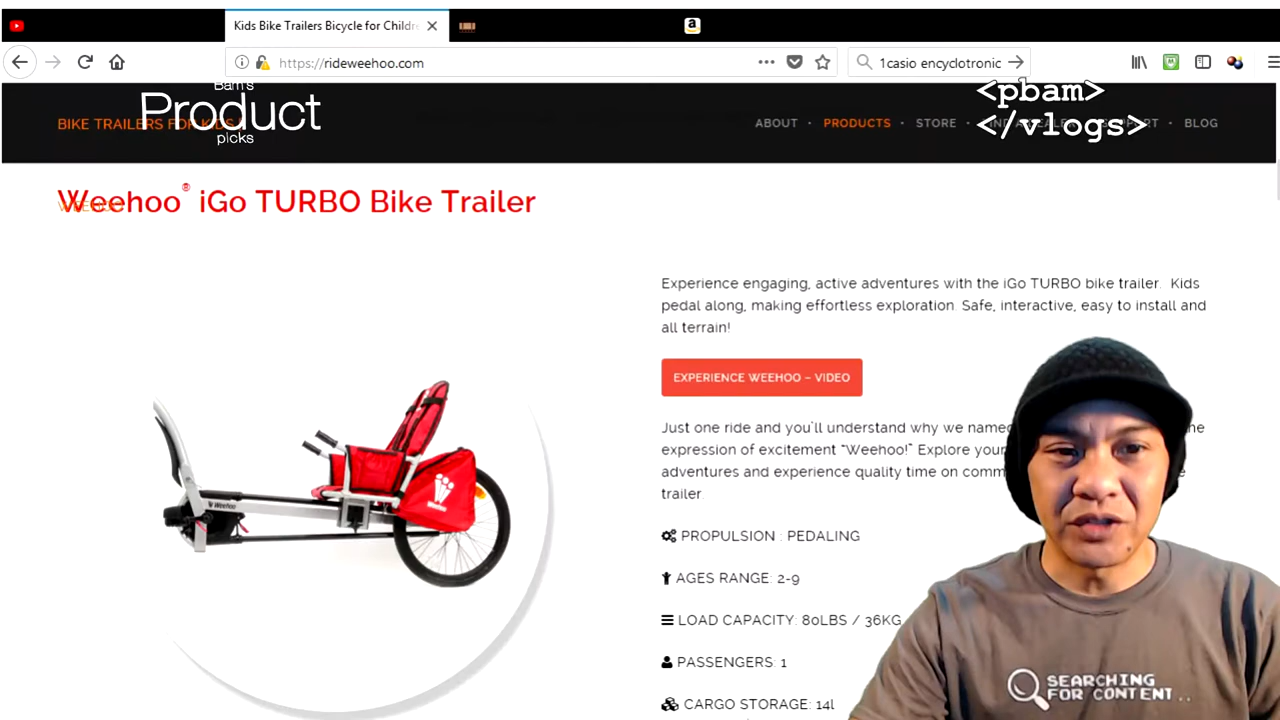 Kids Bike Trailers Bicycle for Childre
https://rideweehoo.com
1casio encyclotronic
Bam's
Product
picks
<pbam>
</vlogs>
BIKE TRAILERS FOR KIDS
ABOUT · PRODUCTS · STORE · BLOG
WEEHOO
Weehoo® iGo TURBO Bike Trailer
Experience engaging, active adventures with the iGo TURBO bike trailer. Kids
pedal along, making effortless exploration. Safe, interactive, easy to install and
all terrain!
EXPERIENCE WEEHOO – VIDEO
Just one ride and you'll understand why we named
expression of excitement “Weehoo!” Explore your
adventures and experience quality time on
trailer.
PROPULSION : PEDALING
AGES RANGE: 2-9
LOAD CAPACITY: 80LBS / 36KG
PASSENGERS: 1
CARGO STORAGE: 14l
Weehoo
Weehoo
SEARCHING
FOR CONTENT..